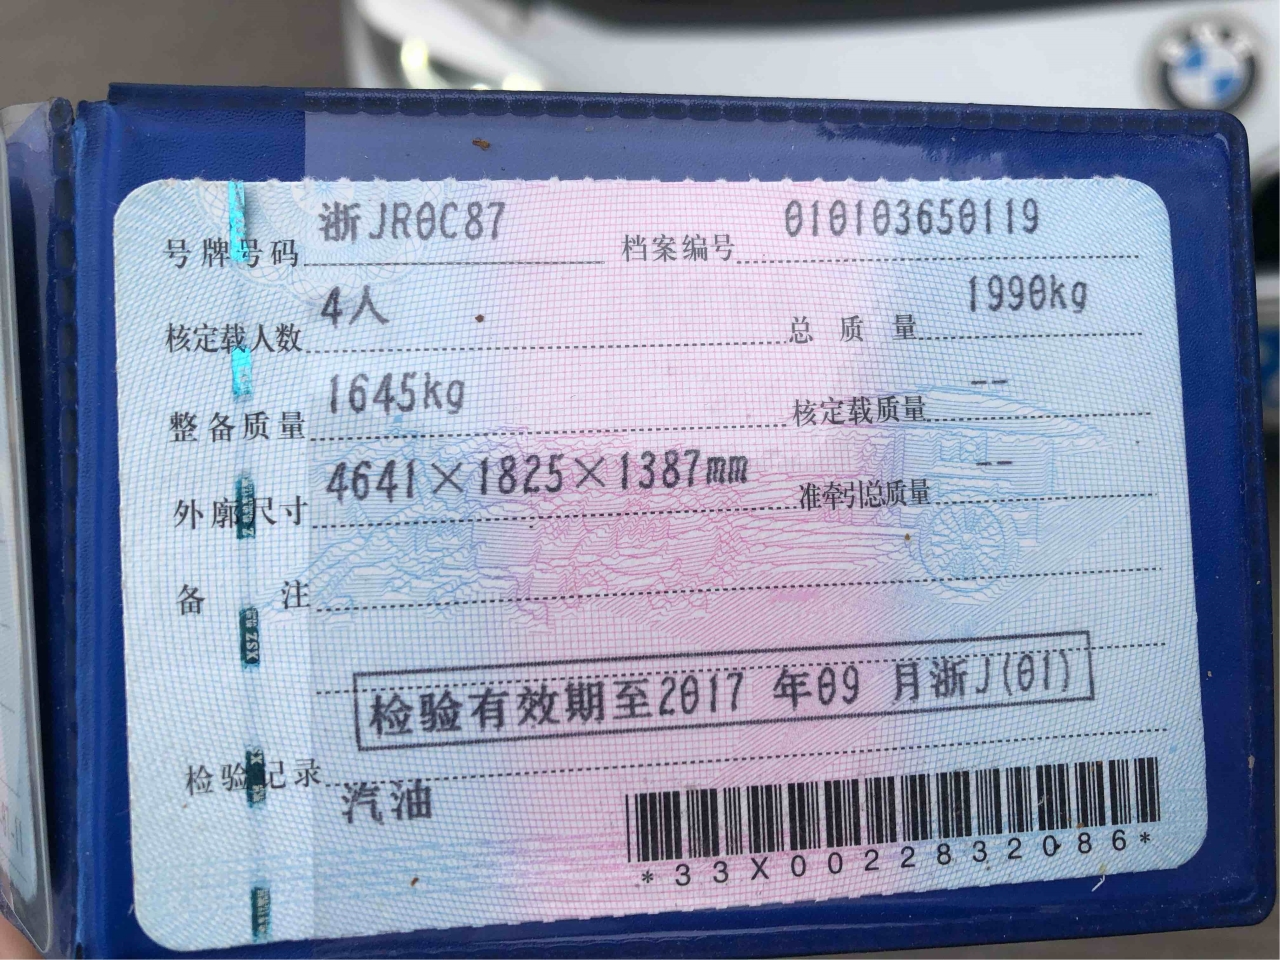 号牌号码 浙JR0C87 档案编号 010103650119
核定载人数 4人 总质量 1990kg
整备质量 1645kg 核定载质量 --
外廓尺寸 4641×1825×1387mm 准牵引总质量 --
备注
检验有效期至2017 年09 月浙J(01)
检验记录
汽油
*33X0022832086*